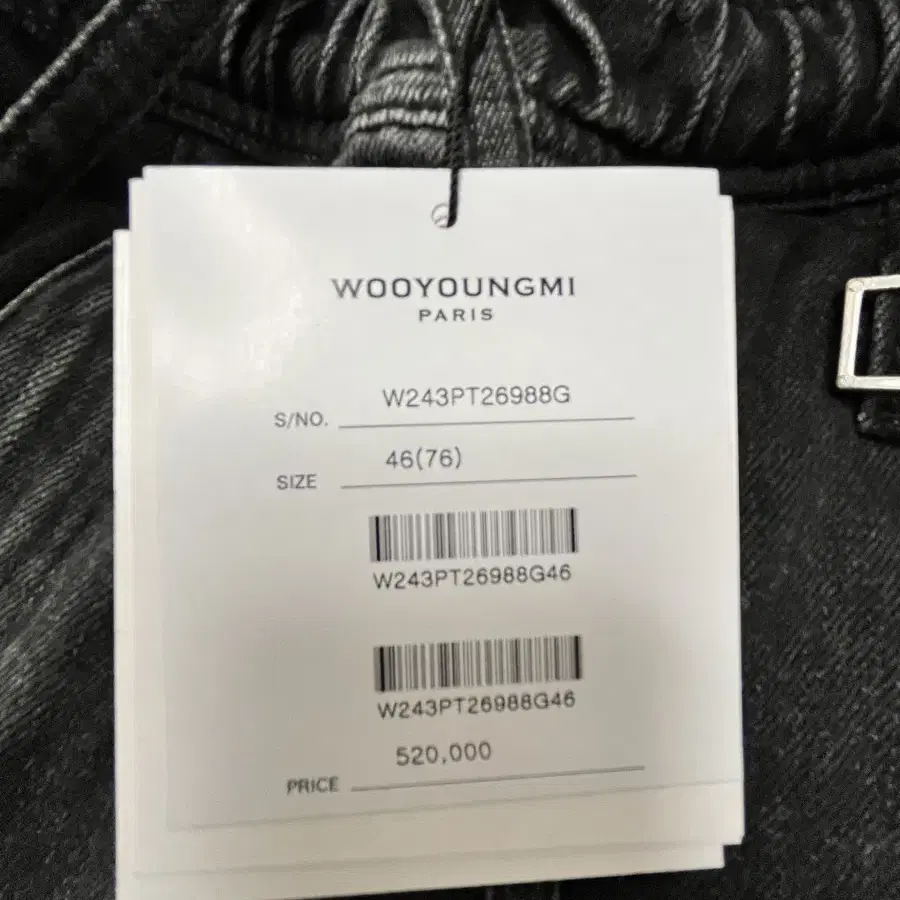 WOOYOUNGMI
PARIS
S/NO. W243PT26988G
SIZE 46(76)
W243PT26988G46
W243PT26988G46
PRICE 520,000